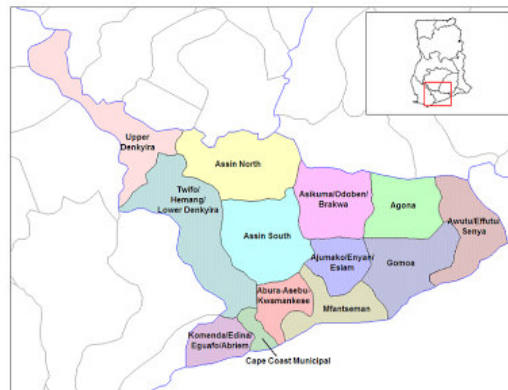 Upper
Denkyira
Assin North
Twifo/
Hemang/
Lower Denkyira
Asikuma/Odoben/
Brakwa
Agona
Awutu/Effutu
Senya
Assin South
Ajumako/Enyan/
Esiam
Gomoa
Abura-Asebu-
Kwamankese
Mfantseman
Komenda/Edina/
Eguafo/Abriem
Cape Coast Municipal